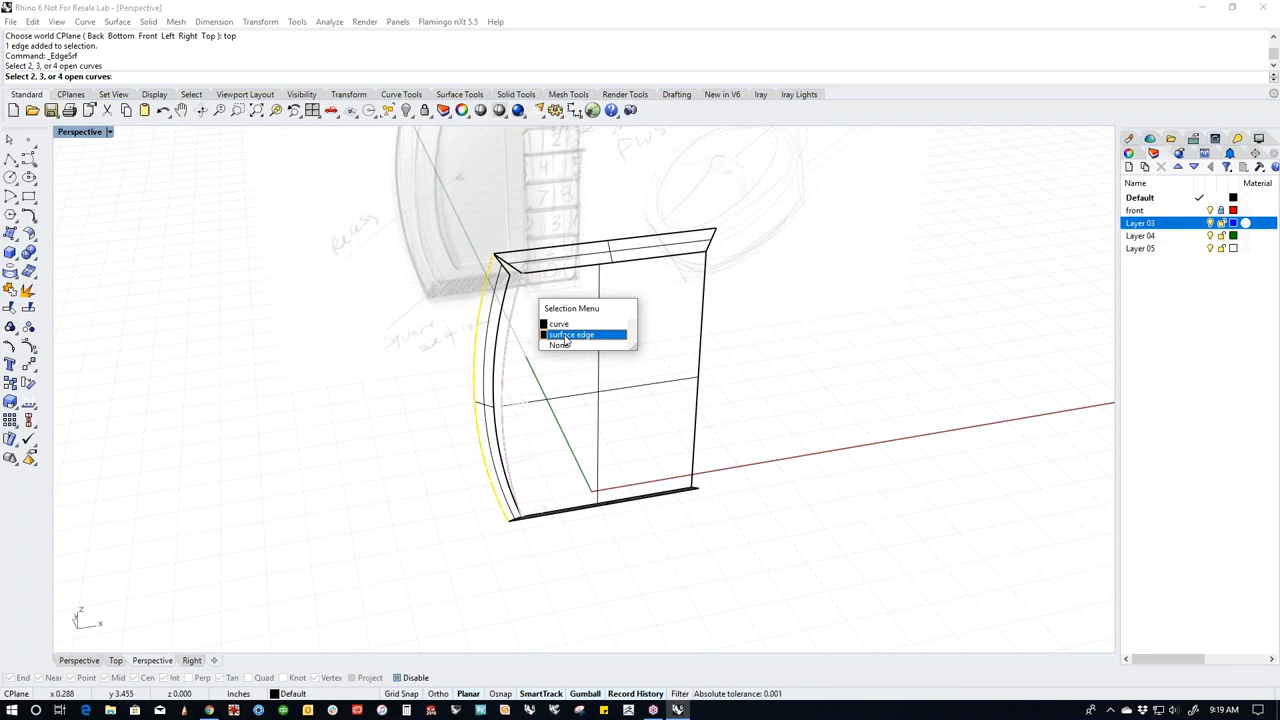 Rhino 6 Not For Resale Lab - [Perspective]
File Edit View Curve Surface Solid Mesh Dimension Transform Tools Analyze Render Panels Flamingo nXt 5.5 Help
Choose world CPlane ( Back Bottom Front Left Right Top ): top
1 edge added to selection.
Command: _EdgeSrf
Select 2, 3, or 4 open curves
Select 2, 3, or 4 open curves:
Standard CPlanes Set View Display Select Viewport Layout Visibility Transform Curve Tools Surface Tools Solid Tools Mesh Tools Render Tools Drafting New in V6 Iray Iray Lights
Perspective
Name Material
Default
front
Layer 03
Layer 04
Layer 05
recess
square
Selection Menu
curve
surface edge
None
z
y
x
Perspective Top Perspective Right
End Near Point Mid Cen Int Perp Tan Quad Knot Vertex Project Disable
CPlane x 0.288 y 3.455 z 0.000 Inches Default Grid Snap Ortho Planar Osnap SmartTrack Gumball Record History Filter Absolute tolerance: 0.001
9:19 AM